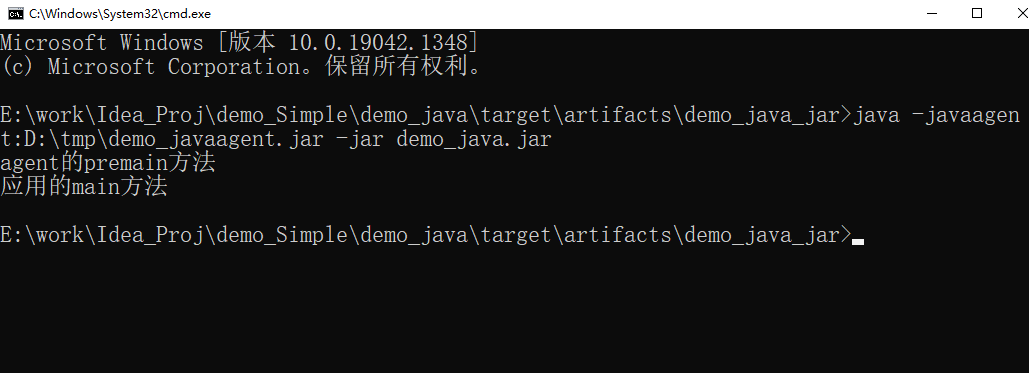 C:\Windows\System32\cmd.exe
Microsoft Windows [版本 10.0.19042.1348]
(c) Microsoft Corporation。保留所有权利。
E:\work\Idea_Proj\demo_Simple\demo_java\target\artifacts\demo_java_jar>java -javaagen
t:D:\tmp\demo_javaagent.jar -jar demo_java.jar
agent的premain方法
应用的main方法
E:\work\Idea_Proj\demo_Simple\demo_java\target\artifacts\demo_java_jar>